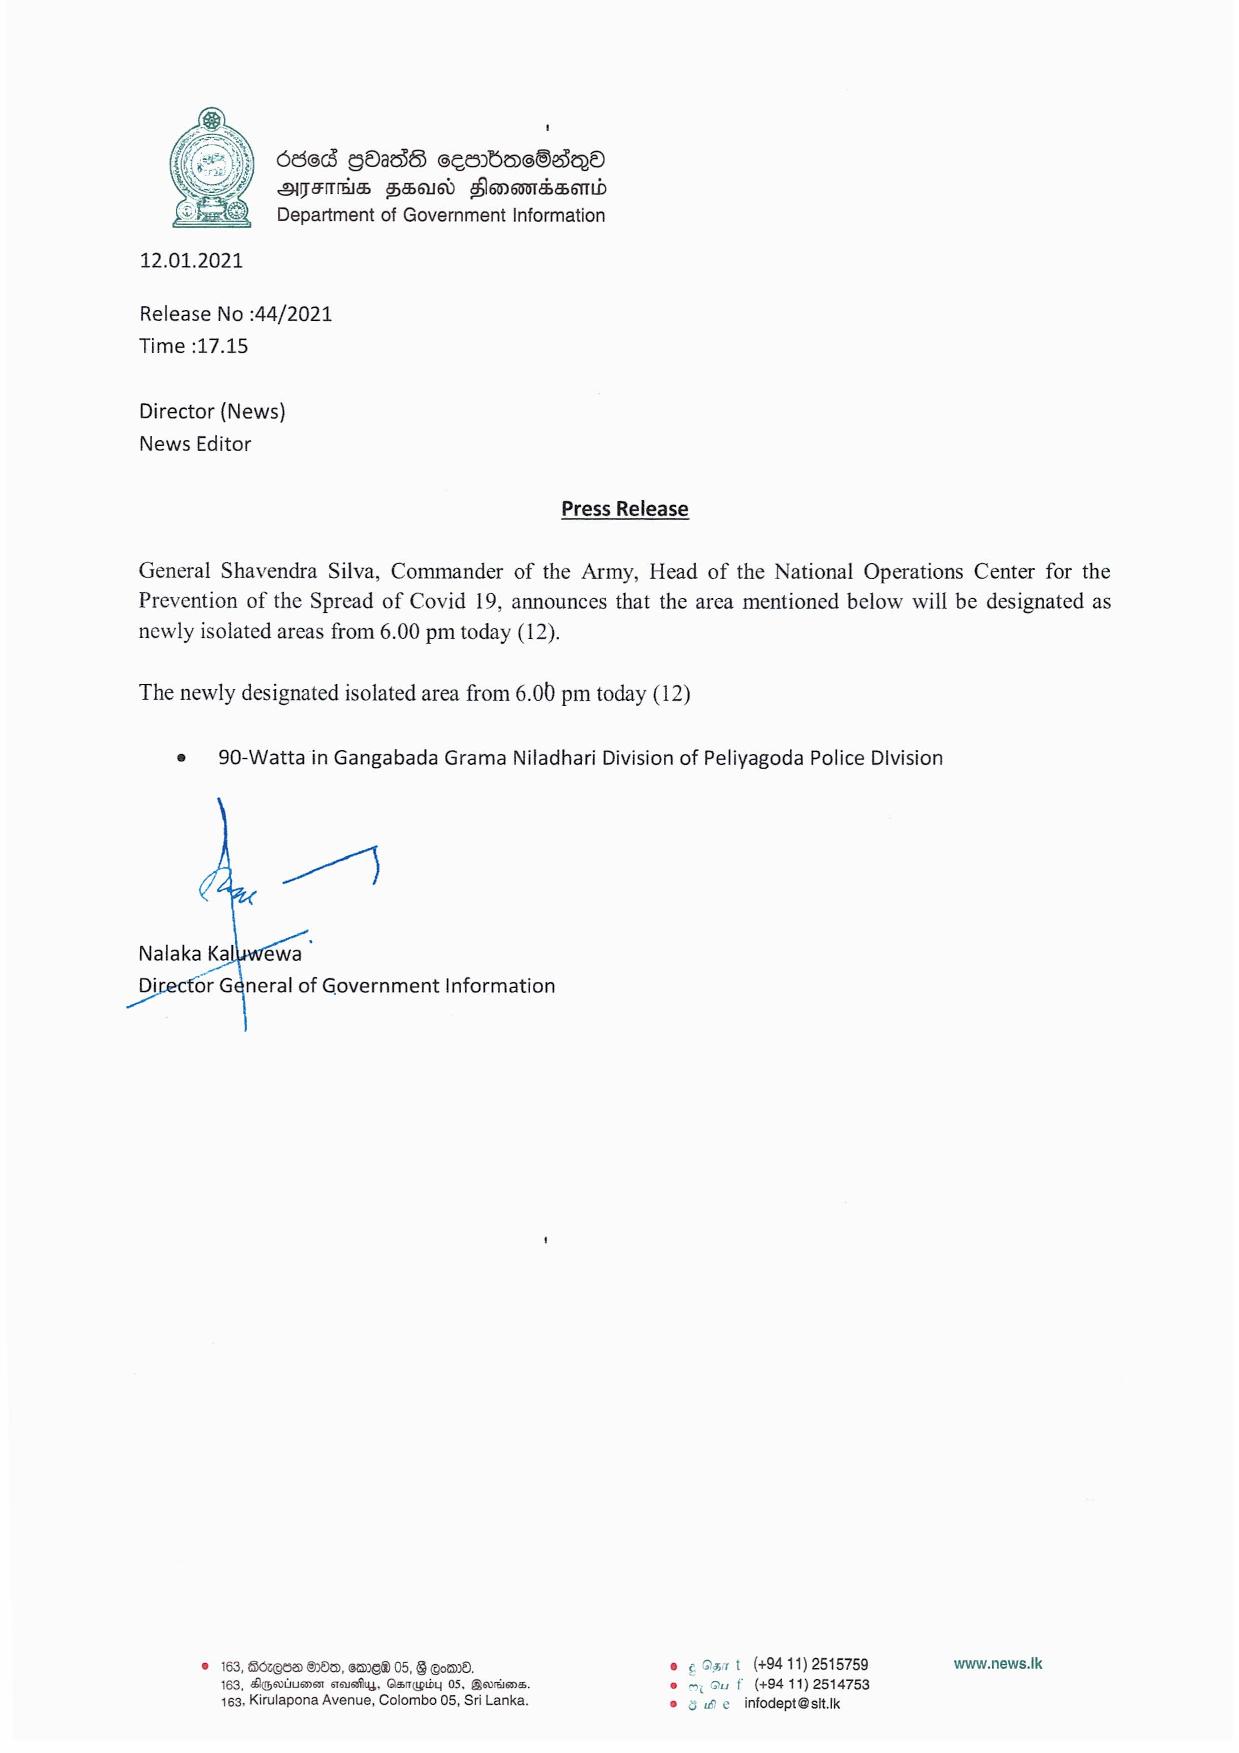 රජයේ ප්‍රවෘත්ති දෙපාර්තමේන්තුව
அரசாங்க தகவல் திணைக்களம்
Department of Government Information
12.01.2021
Release No :44/2021
Time :17.15
Director (News)
News Editor
Press Release
General Shavendra Silva, Commander of the Army, Head of the National Operations Center for the
Prevention of the Spread of Covid 19, announces that the area mentioned below will be designated as
newly isolated areas from 6.00 pm today (12).
The newly designated isolated area from 6.00 pm today (12)
• 90-Watta in Gangabada Grama Niladhari Division of Peliyagoda Police DIvision
Nalaka Kaluwewa
Director General of Government Information
• 163, කිරුලපන මාවත, කොළඹ 05, ශ්‍රී ලංකාව.
163, கிருலப்பனை எவனியூ, கொழும்பு 05, இலங்கை.
163, Kirulapona Avenue, Colombo 05, Sri Lanka.
• දු தொ t (+94 11) 2515759
• ෆැ பெ f (+94 11) 2514753
• ඊ மி e infodept@slt.lk
www.news.lk